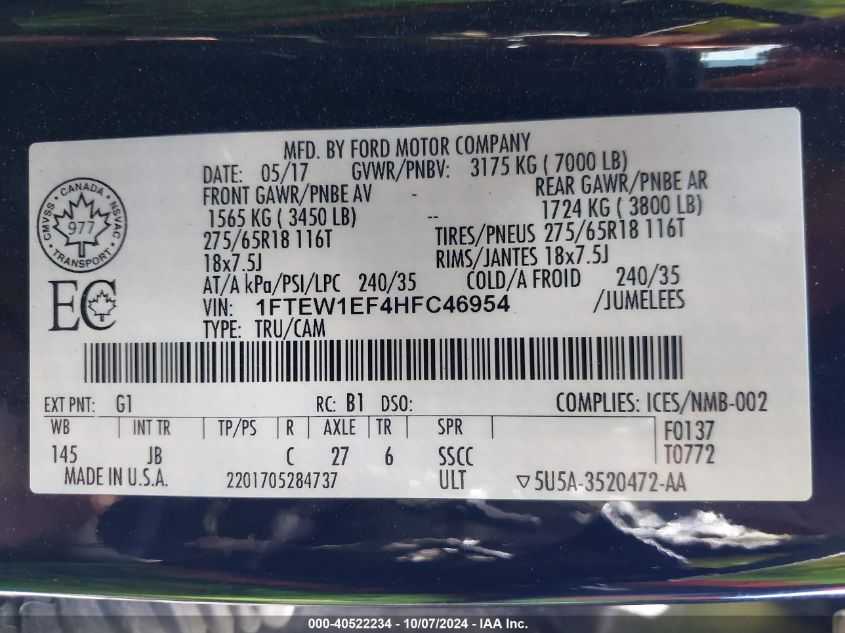 MFD. BY FORD MOTOR COMPANY
DATE: 05/17 GVWR/PNBV: 3175 KG ( 7000 LB)
FRONT GAWR/PNBE AV - REAR GAWR/PNBE AR
1565 KG ( 3450 LB) -- 1724 KG ( 3800 LB)
275/65R18 116T TIRES/PNEUS 275/65R18 116T
18x7.5J RIMS/JANTES 18x7.5J
AT/A kPa/PSI/LPC 240/35 COLD/A FROID 240/35
VIN: 1FTEW1EF4HFC46954 /JUMELEES
TYPE: TRU/CAM
CANADA
CMVSS NSVAC
977
TRANSPORT
EC
EXT PNT: G1 RC: B1 DSO: COMPLIES: ICES/NMB-002
WB INT TR TP/PS R AXLE TR SPR F0137
145 JB C 27 6 SSCC T0772
MADE IN U.S.A. 2201705284737 ULT ▽5U5A-3520472-AA
000-40522234 - 10/07/2024 - IAA Inc.